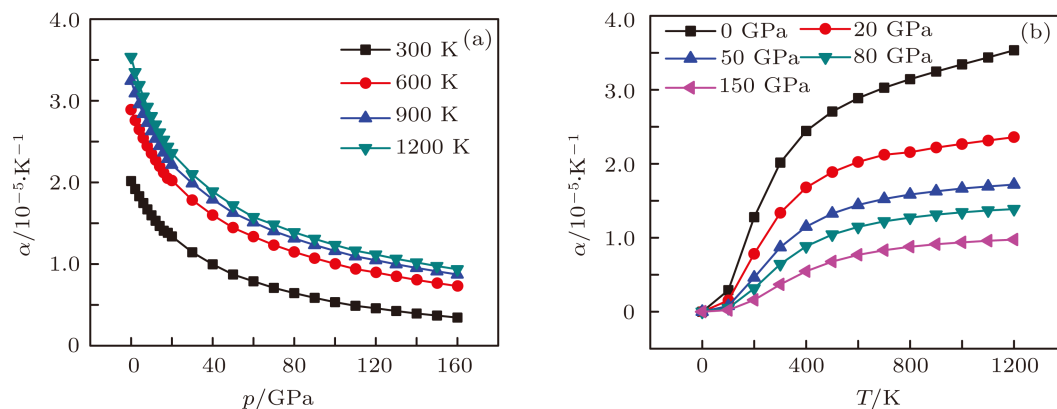 (a)
300 K
600 K
900 K
1200 K
4.0
3.0
2.0
1.0
0
0 40 80 120 160
p/GPa
α/10⁻⁵·K⁻¹
(b)
0 GPa 20 GPa
50 GPa 80 GPa
150 GPa
4.0
3.0
2.0
1.0
0
0 400 800 1200
T/K
α/10⁻⁵·K⁻¹